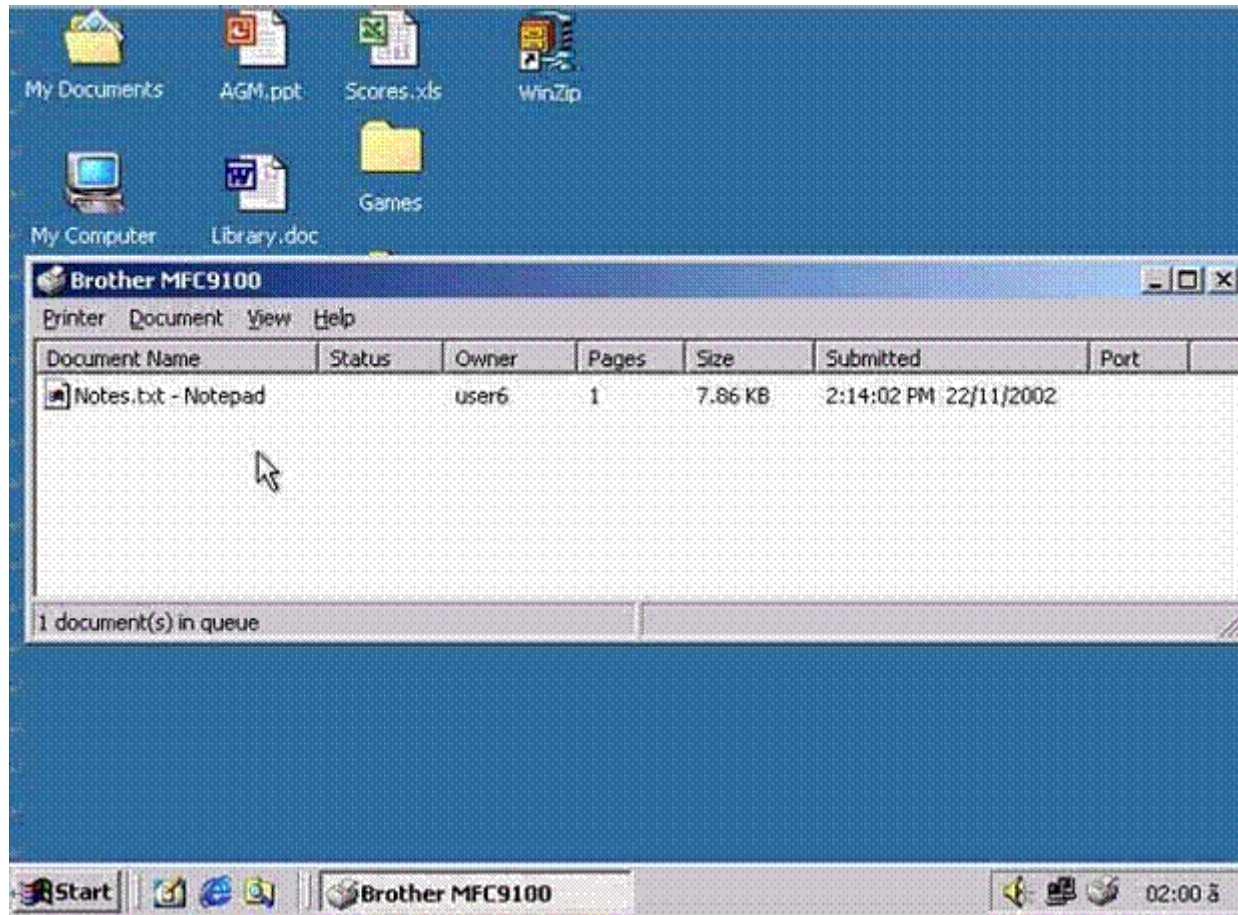 My Documents AGM.ppt Scores.xls WinZip
Games
My Computer Library.doc
Brother MFC9100
Printer Document View Help
Document Name Status Owner Pages Size Submitted Port
Notes.txt - Notepad user6 1 7.86 KB 2:14:02 PM 22/11/2002
1 document(s) in queue
Start Brother MFC9100 02:00 ã